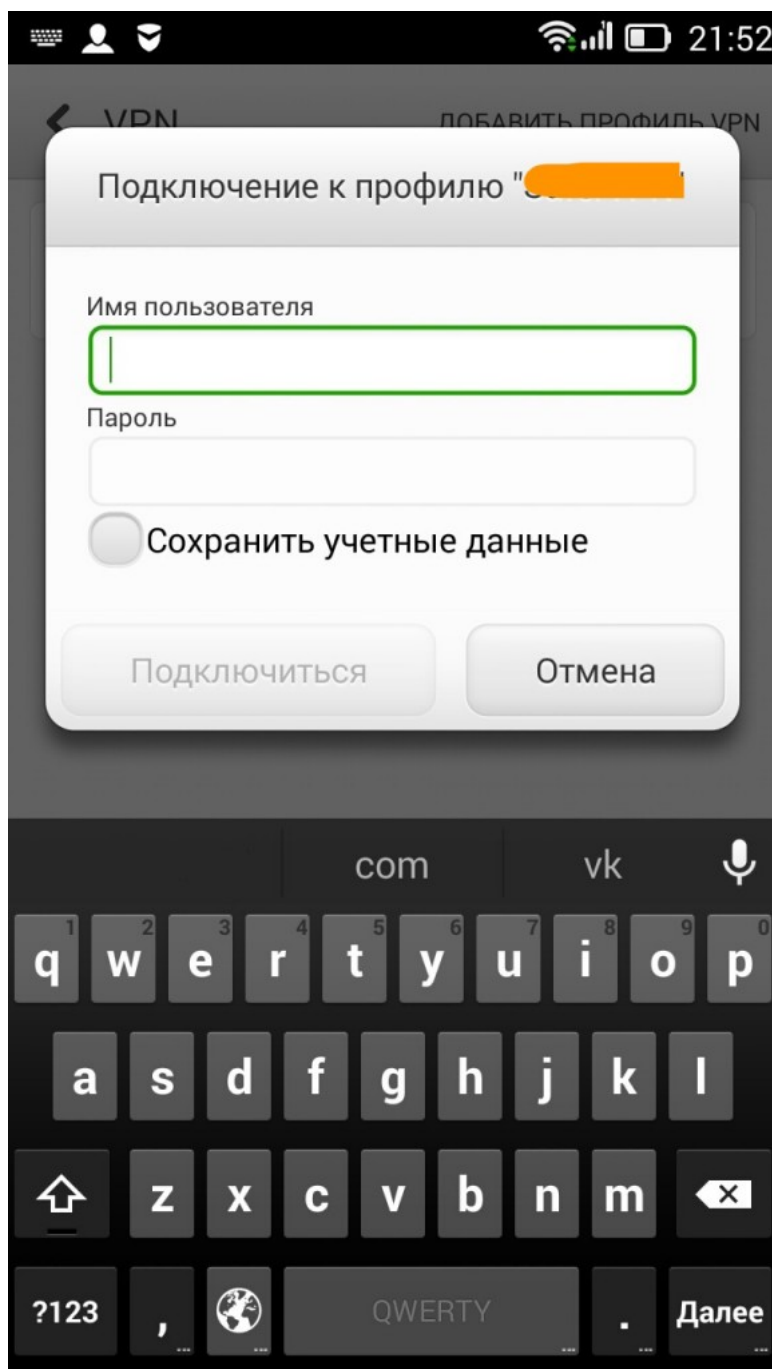 21:52
VPN ДОБАВИТЬ ПРОФИЛЬ VPN
Подключение к профилю "
Имя пользователя
Пароль
Сохранить учетные данные
Подключиться Отмена
com vk
1 2 3 4 5 6 7 8 9 0
q w e r t y u i o p
a s d f g h j k l
z x c v b n m
?123 , QWERTY . Далее